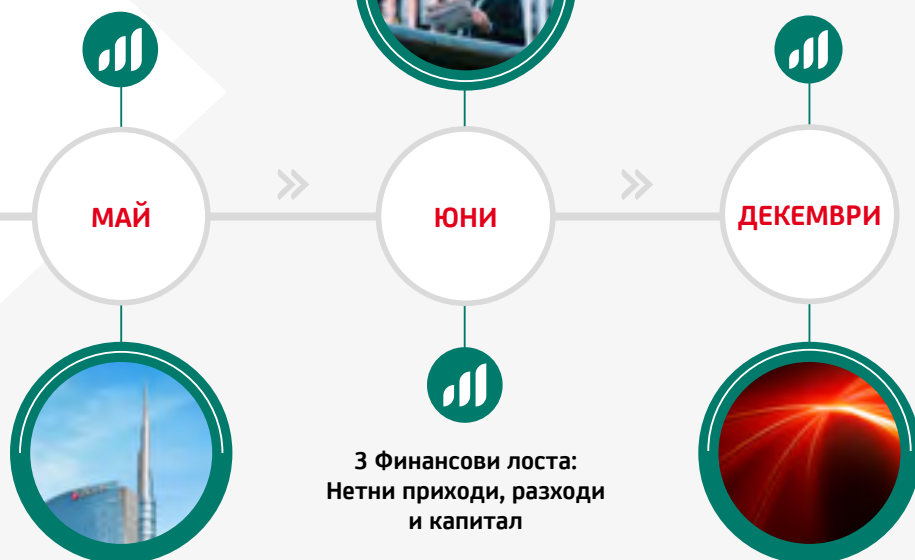 МАЙ
ЮНИ
ДЕКЕМВРИ
3 Финансови лоста:
Нетни приходи, разходи
и капитал